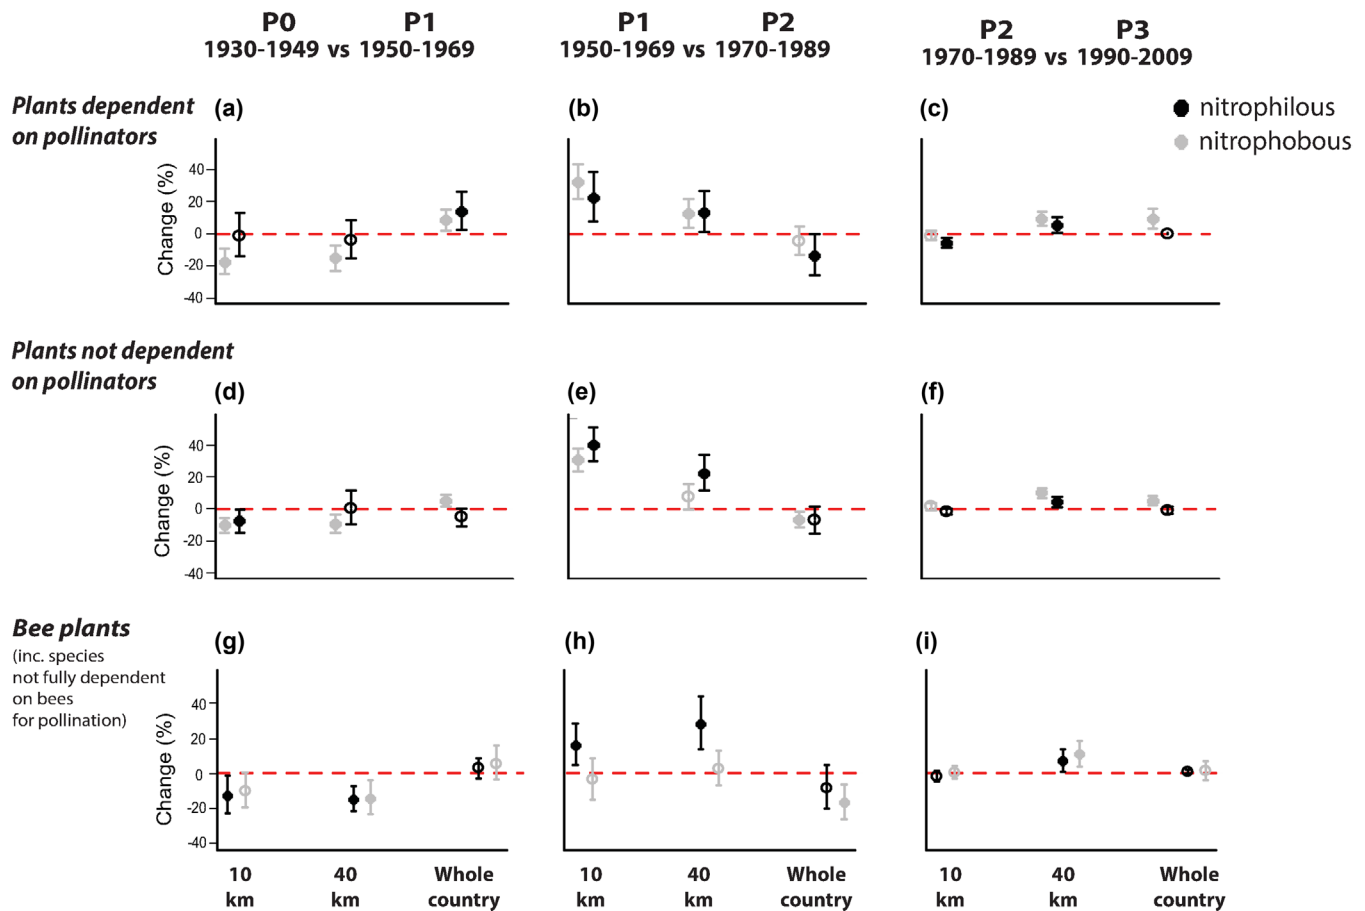 P0 P1
1930-1949 vs 1950-1969
P1 P2
1950-1969 vs 1970-1989
P2 P3
1970-1989 vs 1990-2009
Plants dependent
on pollinators
(a)
(b)
(c)
nitrophilous
nitrophobous
Change (%)
40
20
0
-20
-40
Plants not dependent
on pollinators
(d)
(e)
(f)
Change (%)
40
20
0
-20
-40
Bee plants
(inc. species
not fully dependent
on bees
for pollination)
(g)
(h)
(i)
Change (%)
40
20
0
-20
-40
10
km
40
km
Whole
country
10
km
40
km
Whole
country
10
km
40
km
Whole
country